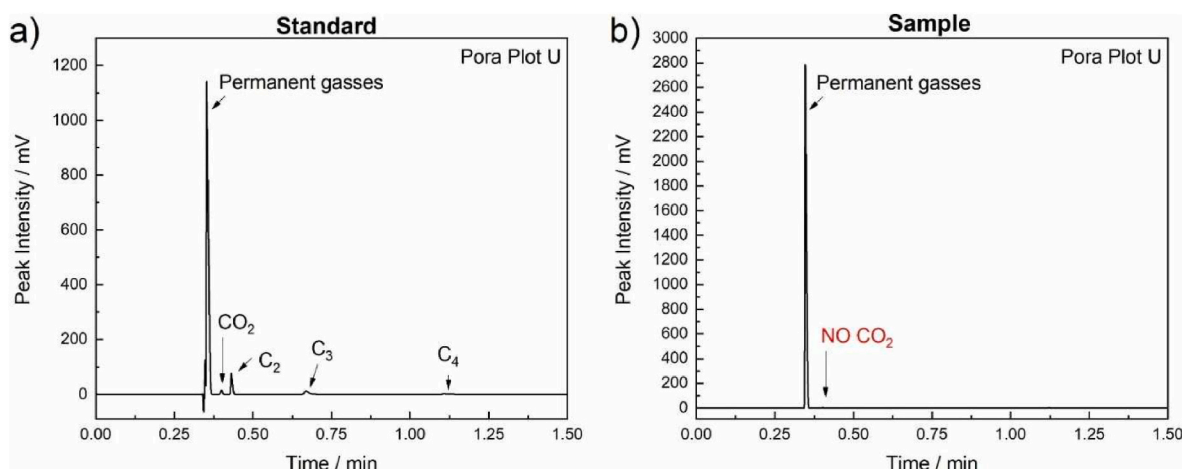 a)
Standard
Pora Plot U
Permanent gasses
CO₂
C₂
C₃
C₄
Peak Intensity / mV
1200
1000
800
600
400
200
0
0.00 0.25 0.50 0.75 1.00 1.25 1.50
Time / min
b)
Sample
Pora Plot U
Permanent gasses
NO CO₂
Peak Intensity / mV
3000
2800
2600
2400
2200
2000
1800
1600
1400
1200
1000
800
600
400
200
0
0.00 0.25 0.50 0.75 1.00 1.25 1.50
Time / min